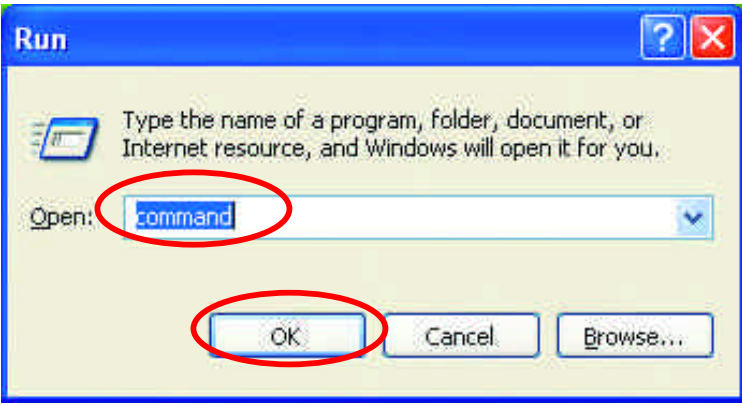 Run
Type the name of a program, folder, document, or
Internet resource, and Windows will open it for you.
Open: command
OK Cancel Browse...